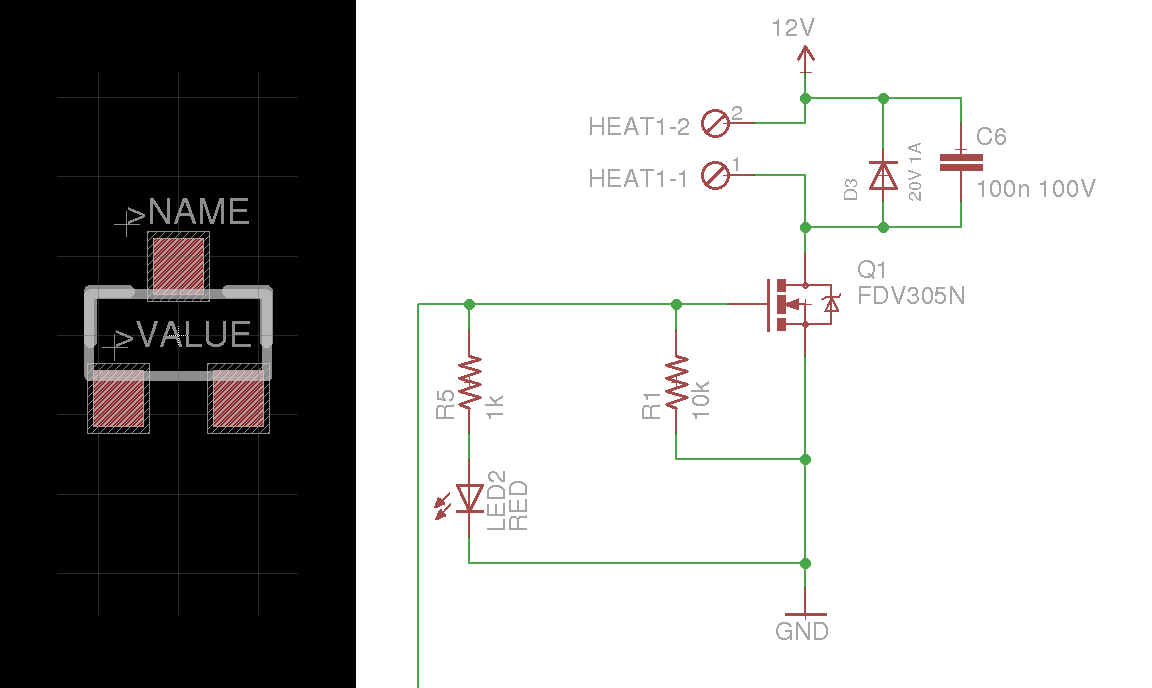 >NAME
>VALUE
12V
HEAT1-2
2
HEAT1-1
1
D3
20V 1A
C6
100n 100V
Q1
FDV305N
R5
1k
R1
10k
LED2
RED
GND